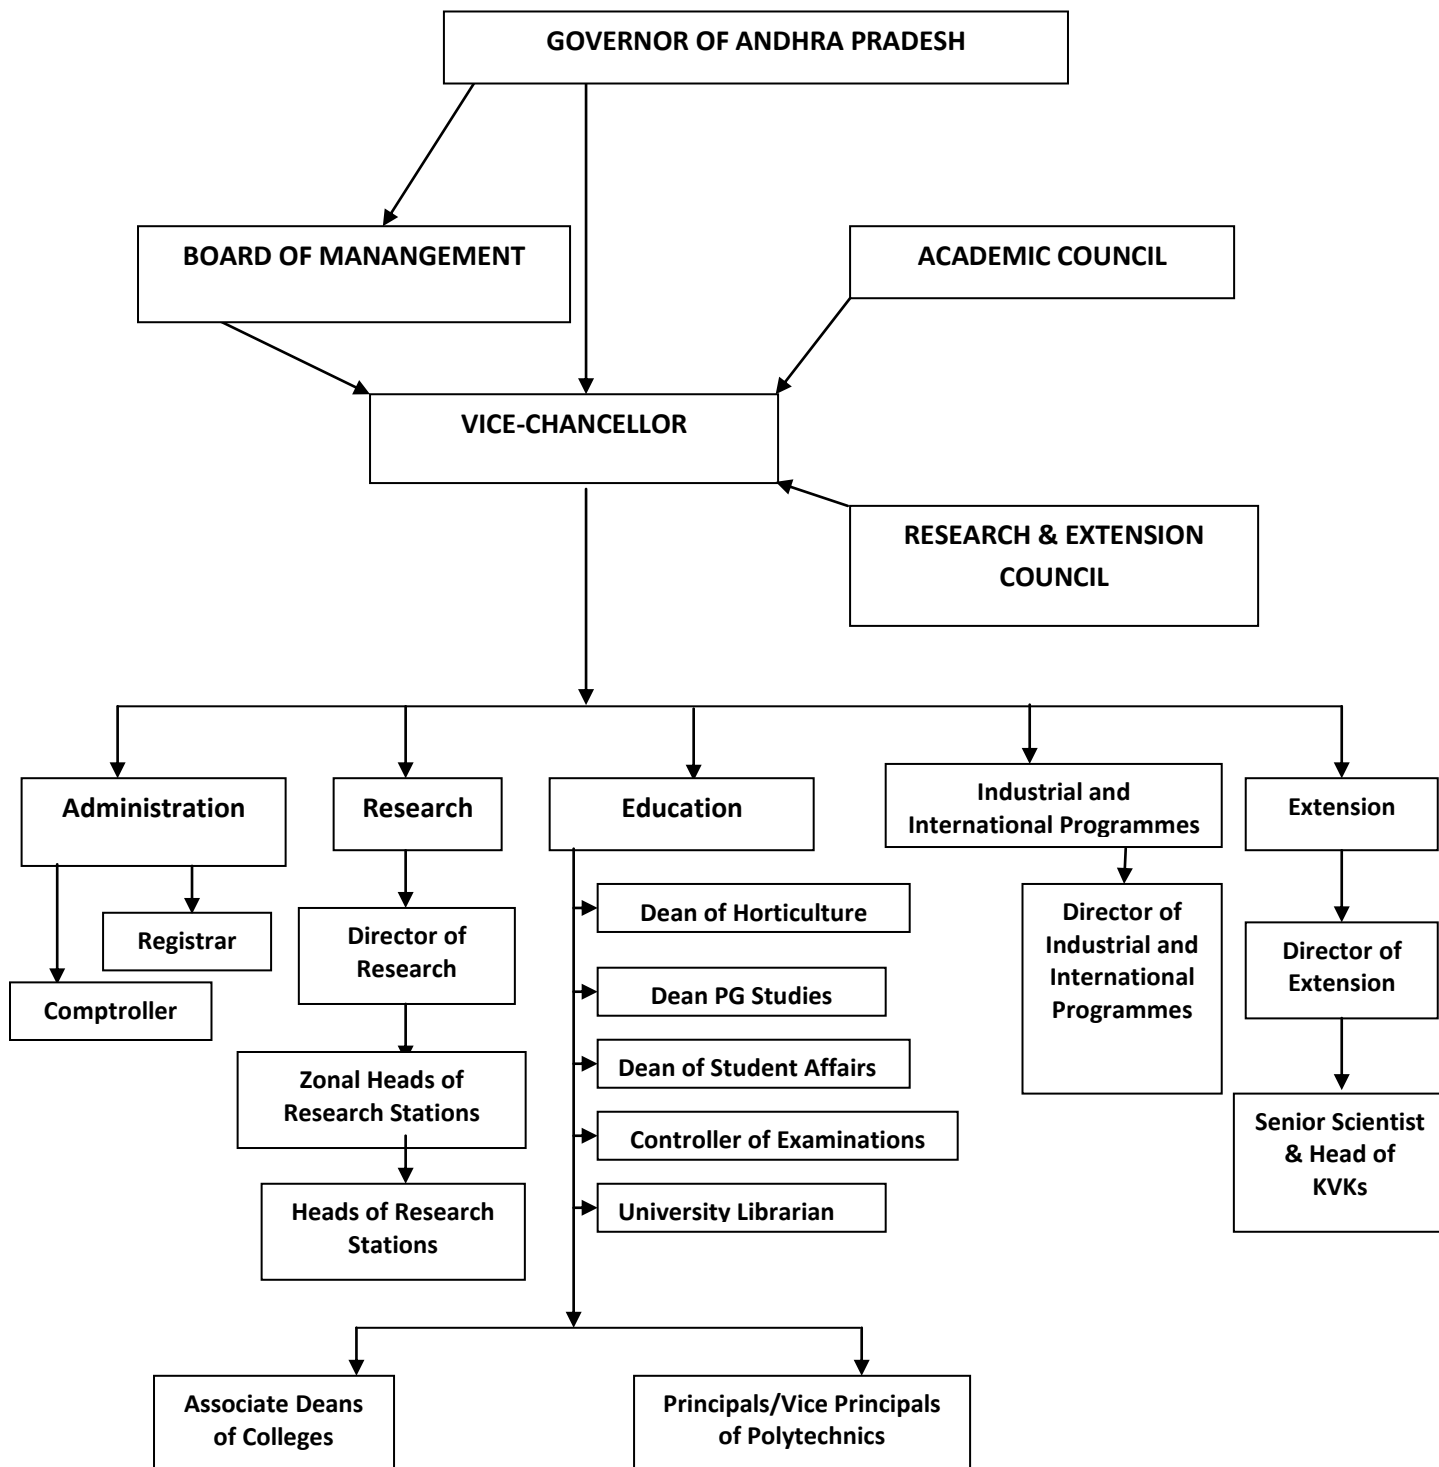 GOVERNOR OF ANDHRA PRADESH
BOARD OF MANANGEMENT
ACADEMIC COUNCIL
VICE-CHANCELLOR
RESEARCH & EXTENSION
COUNCIL
Administration
Research
Education
Industrial and
International Programmes
Extension
Registrar
Comptroller
Director of
Research
Zonal Heads of
Research Stations
Heads of Research
Stations
Dean of Horticulture
Dean PG Studies
Dean of Student Affairs
Controller of Examinations
University Librarian
Director of
Industrial and
International
Programmes
Director of
Extension
Senior Scientist
& Head of
KVKs
Associate Deans
of Colleges
Principals/Vice Principals
of Polytechnics